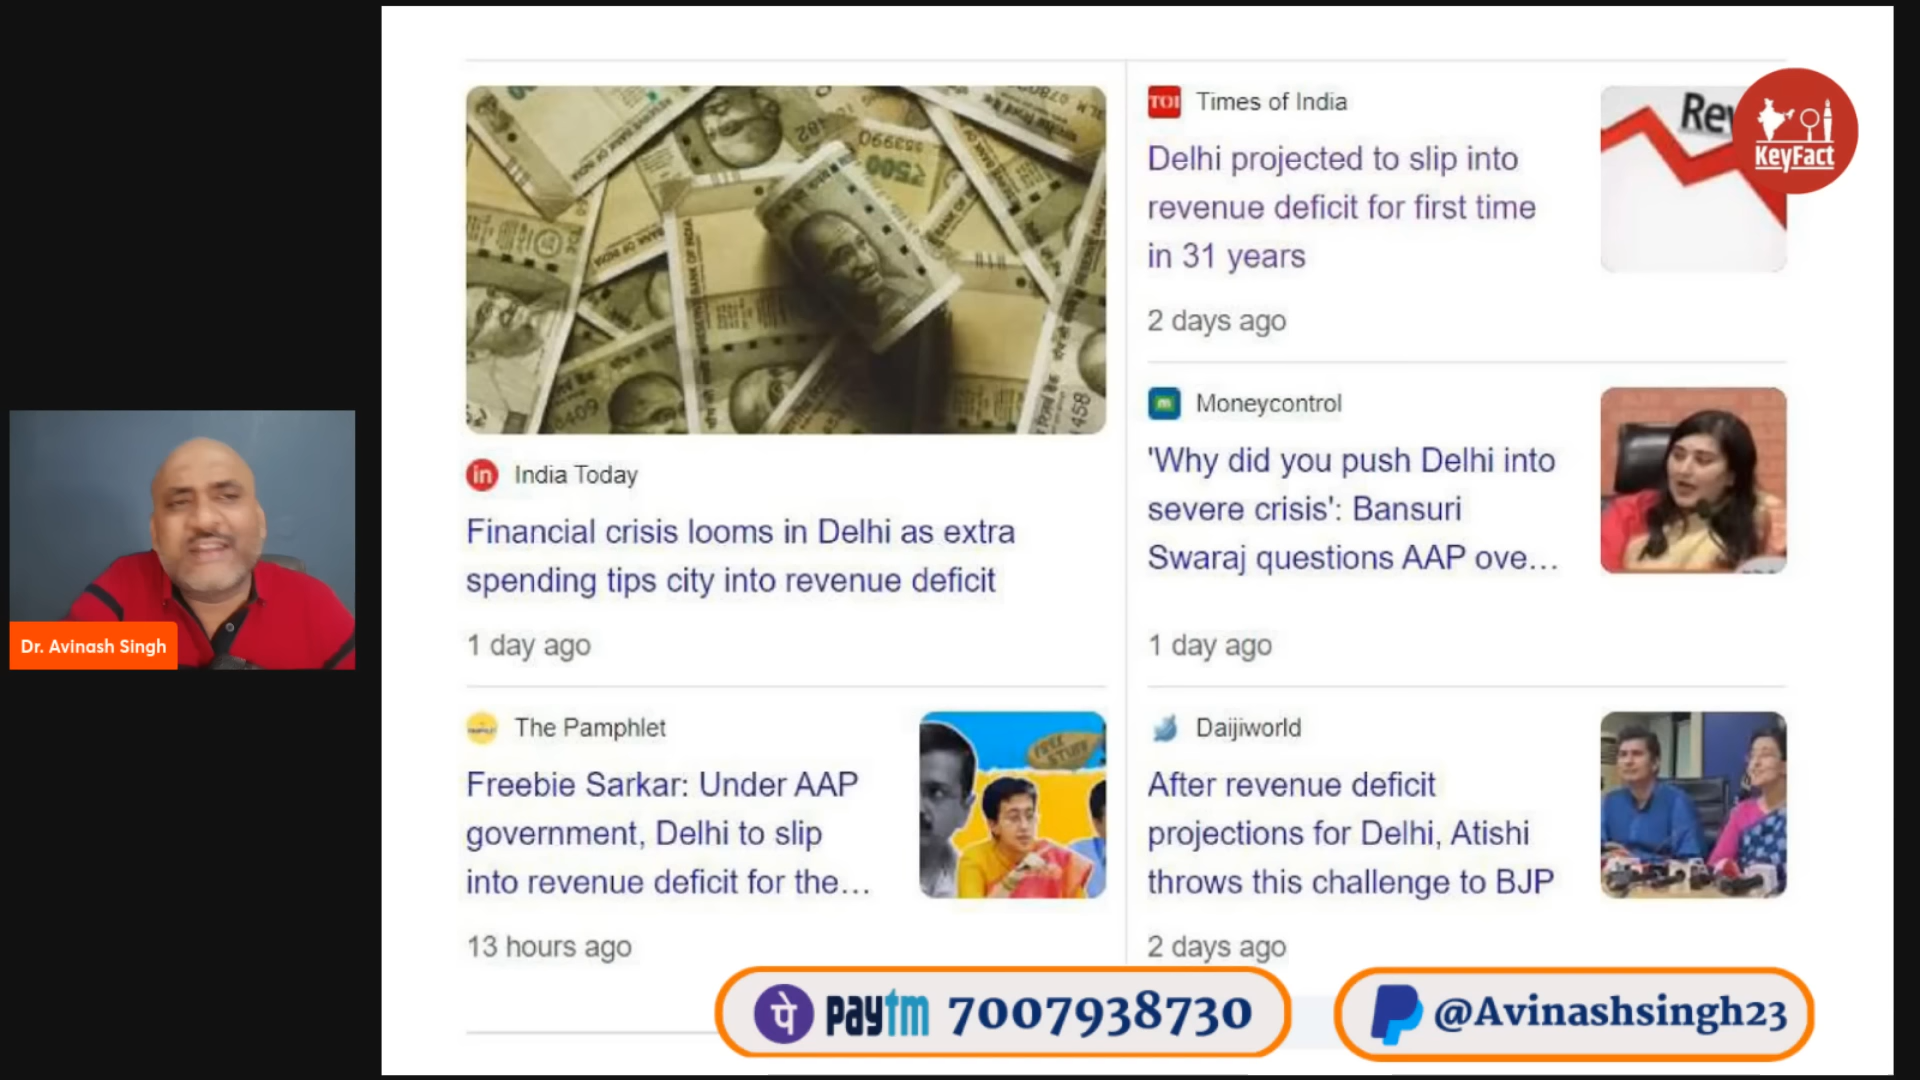 Dr. Avinash Singh
in India Today
Financial crisis looms in Delhi as extra
spending tips city into revenue deficit
1 day ago
The Pamphlet
Freebie Sarkar: Under AAP
government, Delhi to slip
into revenue deficit for the...
13 hours ago
FREE
STUFF
TOI Times of India
Delhi projected to slip into
revenue deficit for first time
in 31 years
2 days ago
Rev
KeyFact
m Moneycontrol
'Why did you push Delhi into
severe crisis': Bansuri
Swaraj questions AAP ove...
1 day ago
Daijiworld
After revenue deficit
projections for Delhi, Atishi
throws this challenge to BJP
2 days ago
पे paytm 7007938730
@Avinashsingh23